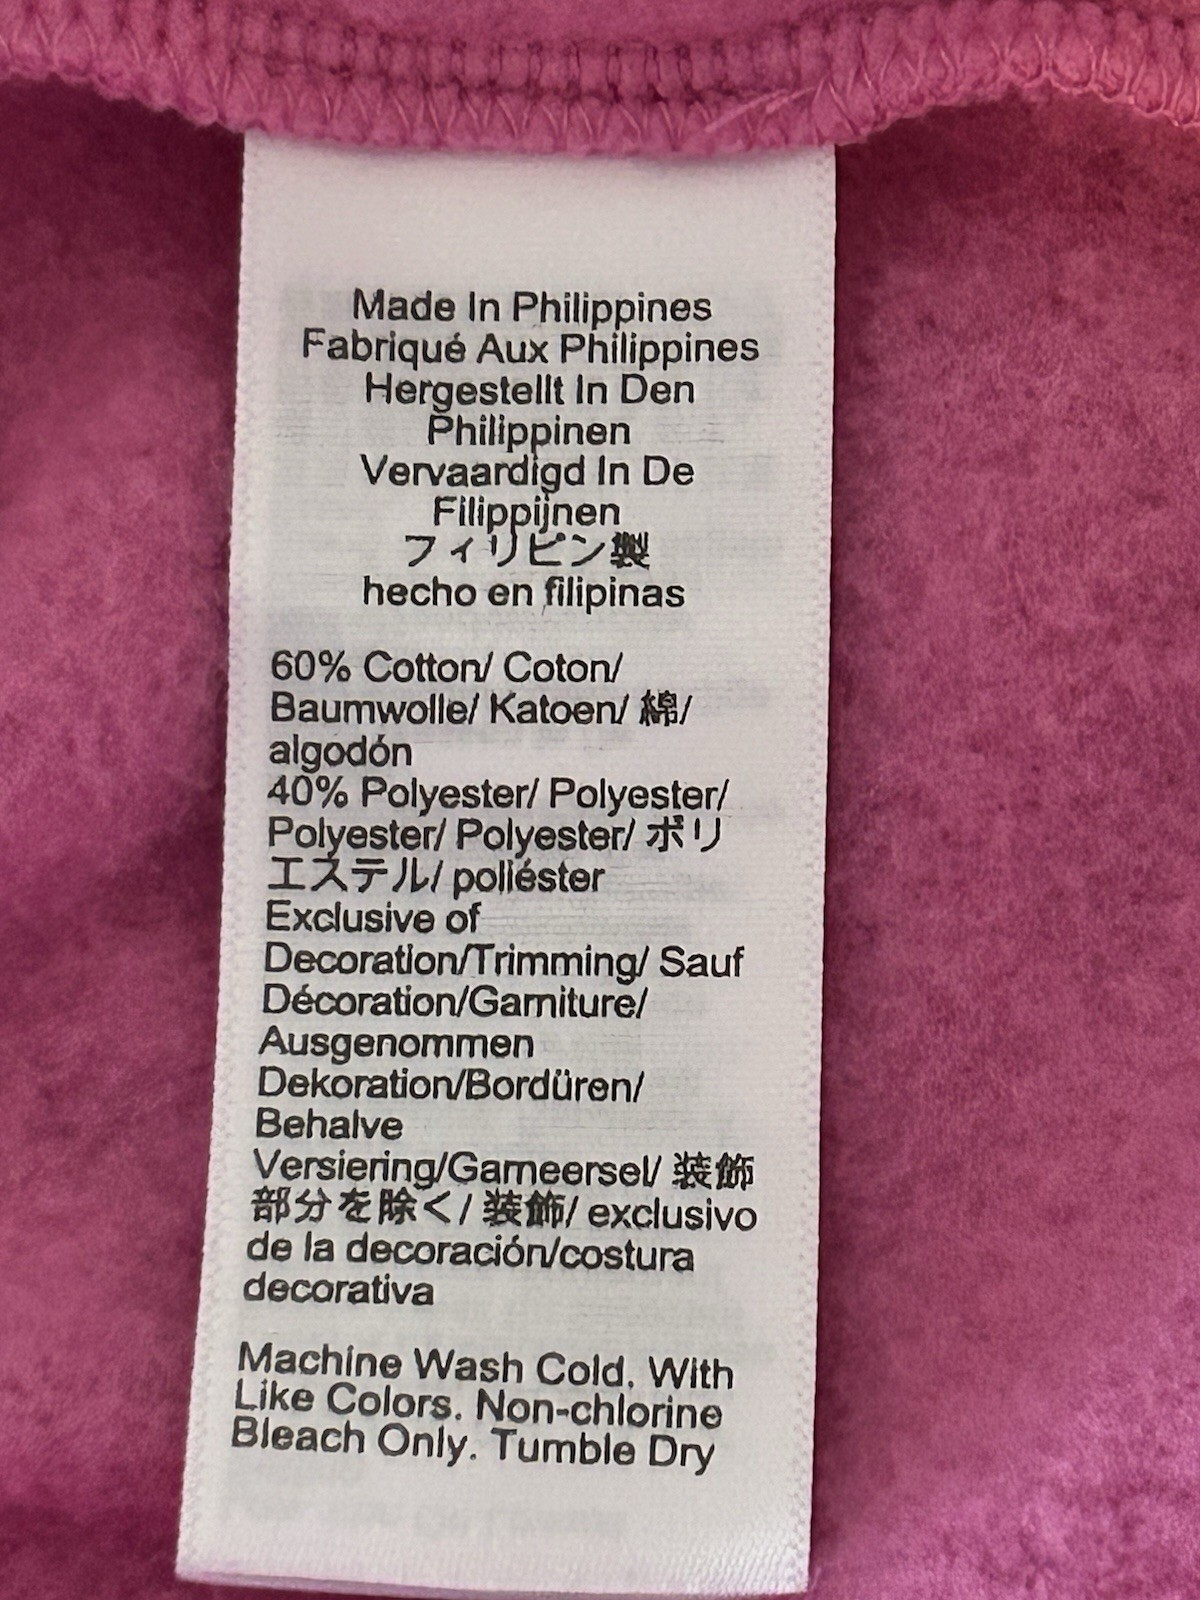 Made In Philippines
Fabriqué Aux Philippines
Hergestellt In Den
Philippinen
Vervaardigd In De
Filippijnen
フィリピン製
hecho en filipinas
60% Cotton/ Coton/
Baumwolle/ Katoen/ 綿/
algodón
40% Polyester/ Polyester/
Polyester/ Polyester/ ポリ
エステル/ poliéster
Exclusive of
Decoration/Trimming/ Sauf
Décoration/Garniture/
Ausgenommen
Dekoration/Bordüren/
Behalve
Versiering/Garneersel/ 装飾
部分を除く/ 装飾/ exclusivo
de la decoración/costura
decorativa
Machine Wash Cold. With
Like Colors. Non-chlorine
Bleach Only. Tumble Dry